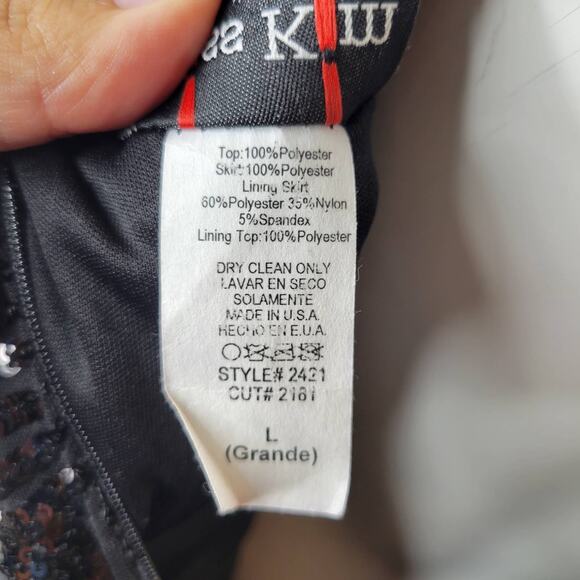 Kim
Top:100%Polyester
Skirt:100%Polyester
Lining Skirt
60%Polyester 35%Nylon
5%Spandex
Lining Top:100%Polyester
DRY CLEAN ONLY
LAVAR EN SECO
SOLAMENTE
MADE IN U.S.A.
HECHO EN E.U.A.
STYLE# 2421
CUT# 2181
L
(Grande)